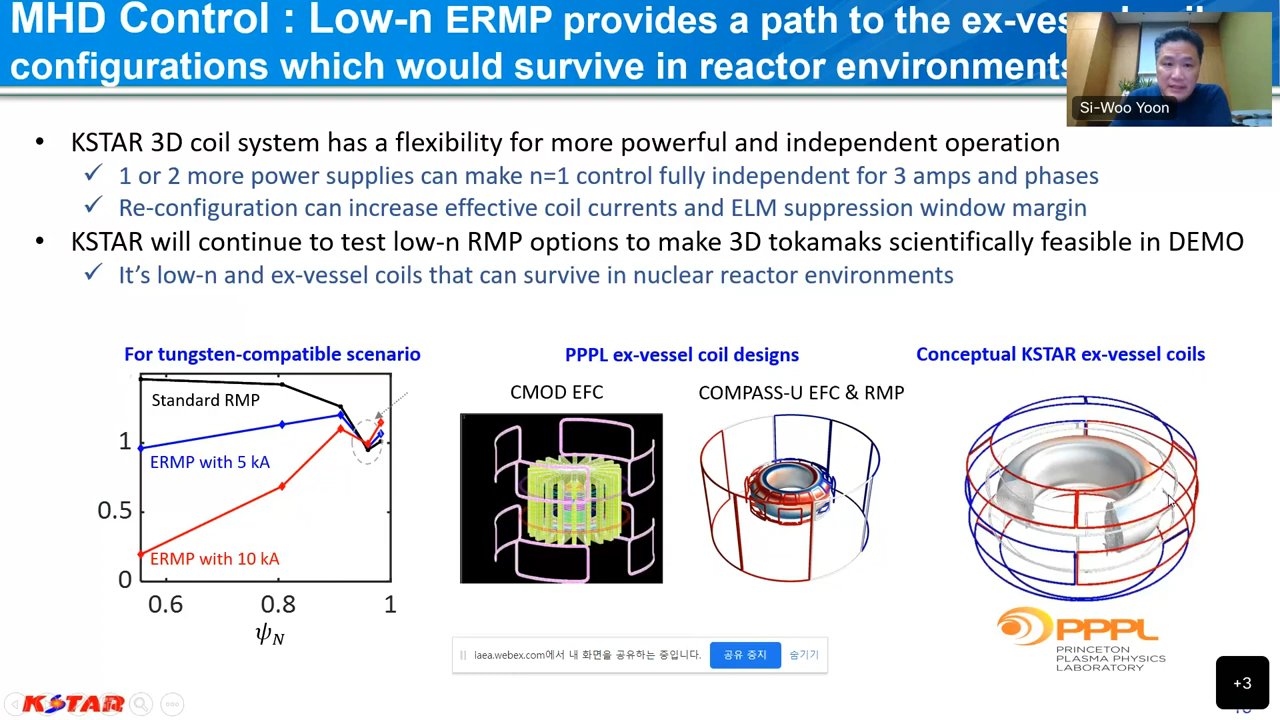 MHD Control : Low-n ERMP provides a path to the ex-ves
configurations which would survive in reactor environments
Si-Woo Yoon
• KSTAR 3D coil system has a flexibility for more powerful and independent operation
✓ 1 or 2 more power supplies can make n=1 control fully independent for 3 amps and phases
✓ Re-configuration can increase effective coil currents and ELM suppression window margin
• KSTAR will continue to test low-n RMP options to make 3D tokamaks scientifically feasible in DEMO
✓ It's low-n and ex-vessel coils that can survive in nuclear reactor environments
For tungsten-compatible scenario
Standard RMP
ERMP with 5 kA
ERMP with 10 kA
1
0.5
0
0.6 0.8 1
ψN
PPPL ex-vessel coil designs
CMOD EFC
COMPASS-U EFC & RMP
Conceptual KSTAR ex-vessel coils
PPPL
PRINCETON
PLASMA PHYSICS
LABORATORY
iaea.webex.com에서 내 화면을 공유하는 중입니다. 공유 중지 숨기기
KSTAR
+3